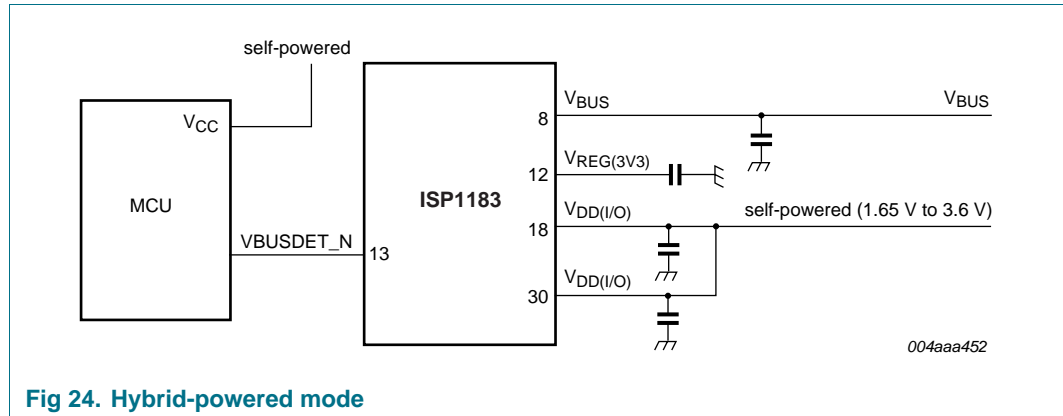 self-powered
VCC
MCU
VBUSDET_N
13
ISP1183
VBUS
8
VBUS
VREG(3V3)
12
VDD(I/O)
18
self-powered (1.65 V to 3.6 V)
VDD(I/O)
30
004aaa452
Fig 24. Hybrid-powered mode